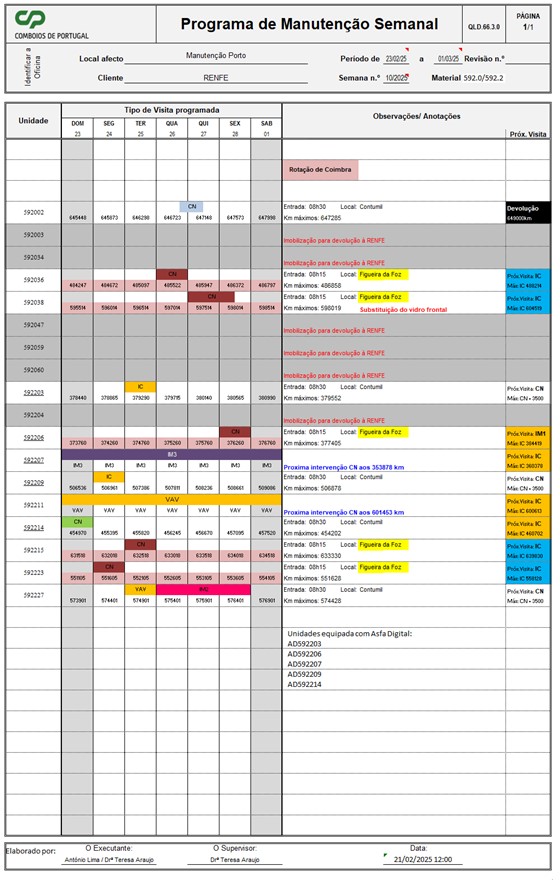 CP
COMBOIOS DE PORTUGAL
Programa de Manutenção Semanal
QLD.66.3.0
PÁGINA
1/1
Identificar a Oficina
Local afecto Manutenção Porto Periodo de 23/02/25 a 01/03/25 Revisão n.º
Cliente RENFE Semana n.º 10/2025 Material 592.0/592.2
Unidade Tipo de Visita programada Observações/ Anotações Próx. Visita
DOM SEG TER QUA QUI SEX SAB
23 24 25 26 27 28 01
Rotação de Coimbra
CN Entrada: 08h30 Local: Contumil Devolução
592002 645448 645873 646298 646723 647148 647573 647998 Km máximos: 647285 649000km
592003 Imobilização para devolução à RENFE
592034 Imobilização para devolução à RENFE
CN Entrada: 08h15 Local: Figueira da Foz Próx.Visita: IC
592036 484247 484672 485097 485522 485947 486372 486797 Km máximos: 486858 Máx:IC 488214
CN Entrada: 08h15 Local: Figueira da Foz Próx.Visita: IC
592038 595514 596014 596514 597014 597514 598014 598514 Km máximos: 598019 Substituição do vidro frontal Máx:IC 604519
592047 Imobilização para devolução à RENFE
592059 Imobilização para devolução à RENFE
592060 Imobilização para devolução à RENFE
IC Entrada: 08h30 Local: Contumil Próx.Visita: CN
592203 378440 378865 379290 379715 380140 380565 380990 Km máximos: 379552 Máx: CN + 3500
592204 Imobilização para devolução à RENFE
CN Entrada: 08h15 Local: Figueira da Foz Próx.Visita: IM1
592206 373760 374260 374760 375260 375760 376260 376760 Km máximos: 377405 Máx:IC 384419
IM3 Próx.Visita: IC
592207 IM3 IM3 IM3 IM3 IM3 IM3 IM3 Proxima intervenção CN aos 353878 km Máx:IC 360378
IC Entrada: 08h30 Local: Contumil Próx.Visita: CN
592209 506536 506961 507386 507811 508236 508661 509086 Km máximos: 506878 Máx: CN + 3500
VAV Próx.Visita: IC
592211 VAV VAV VAV VAV VAV VAV VAV Proxima intervenção CN aos 601453 km Máx:IC 600613
CN Entrada: 08h30 Local: Contumil Próx.Visita: IC
592214 454970 455395 455820 456245 456670 457095 457520 Km máximos: 454202 Máx:IC 460702
CN Entrada: 08h15 Local: Figueira da Foz Próx.Visita: IC
592215 631518 632018 632518 633018 633518 634018 634518 Km máximos: 633330 Máx:IC 639830
CN Entrada: 08h15 Local: Figueira da Foz Próx.Visita: IC
592223 551105 551605 552105 552605 553105 553605 554105 Km máximos: 551628 Máx:IC 558128
VAV IM2 Entrada: 08h30 Local: Contumil Próx.Visita: CN
592227 573901 574401 574901 575401 575901 576401 576901 Km máximos: 574428 Máx: CN + 3500
Unidades equipada com Asfa Digital:
AD592203
AD592206
AD592207
AD592209
AD592214
Elaborado por: O Executante: O Supervisor: Data:
António Lima / Drª Teresa Araujo Drª Teresa Araujo 21/02/2025 12:00